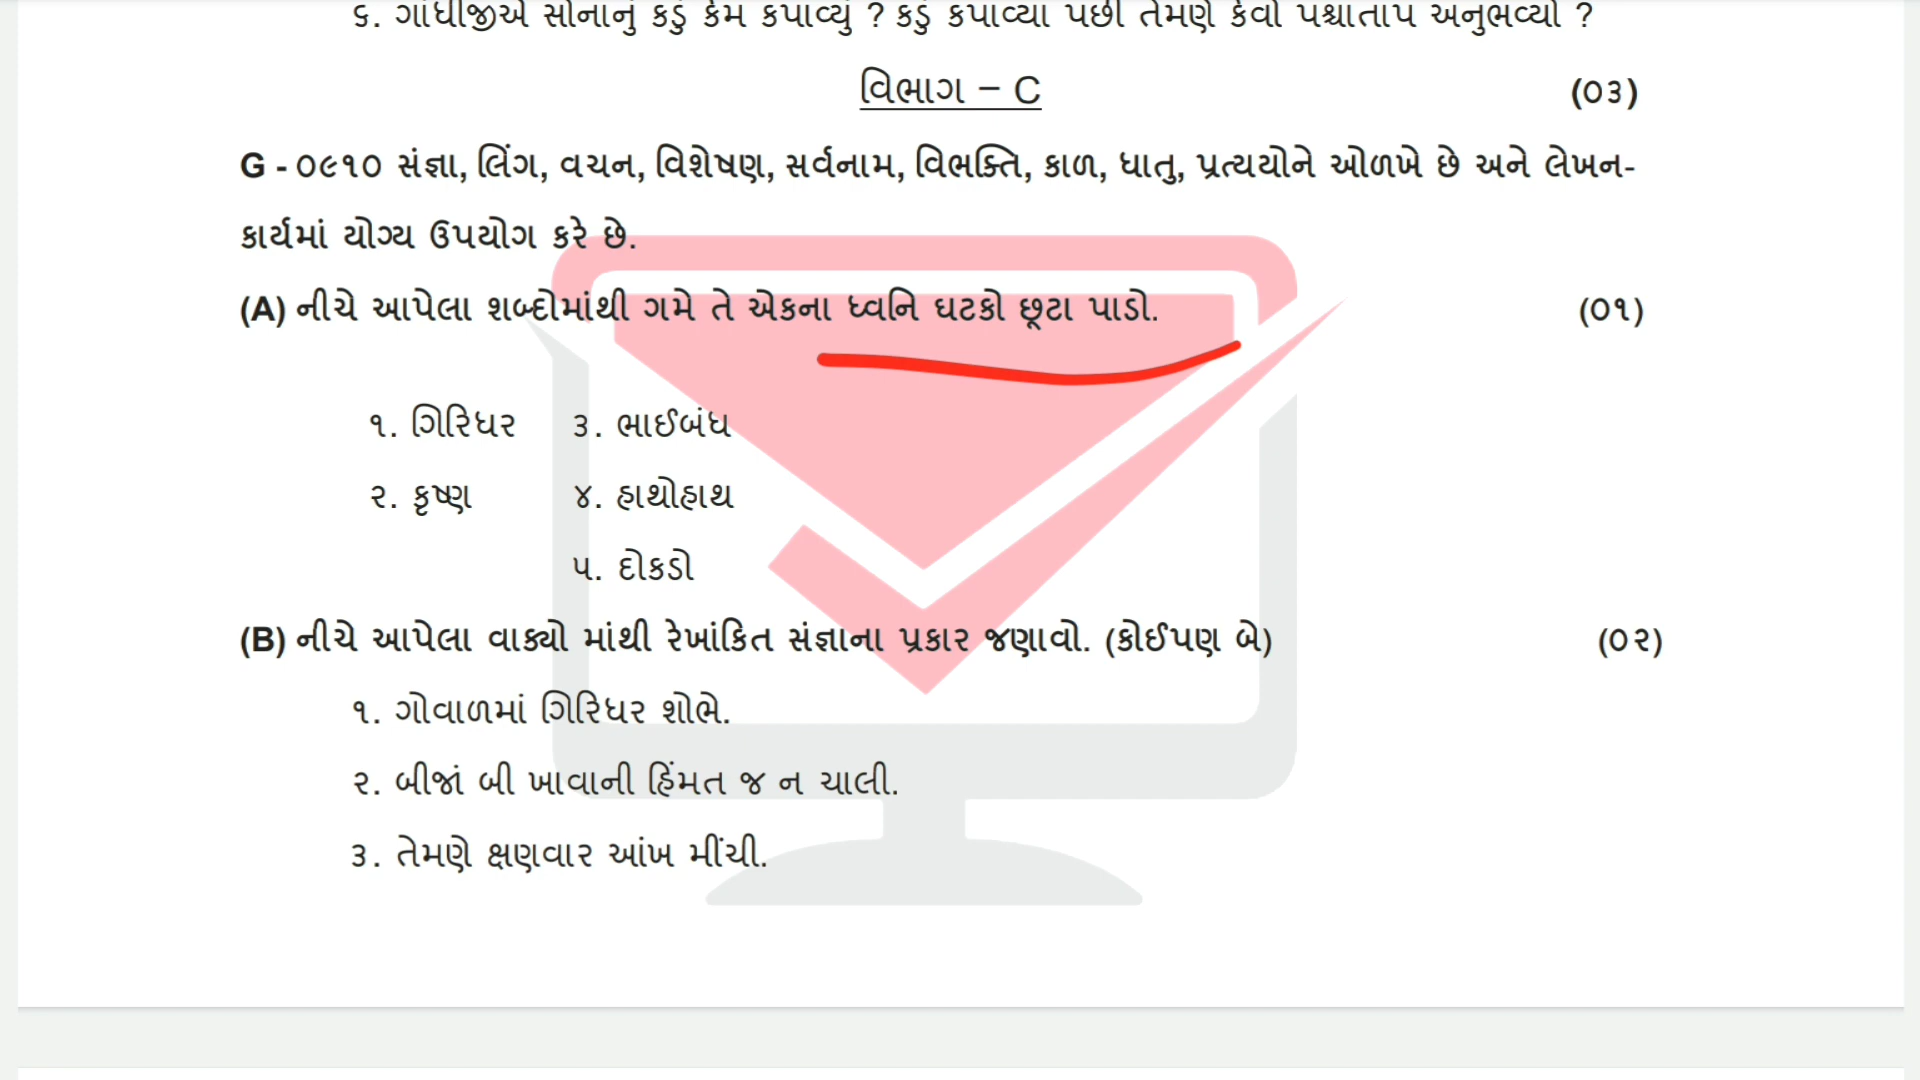 ૬. ગાંધીજીએ સોનાનું કડું કેમ કપાવ્યું ? કડું કપાવ્યા પછી તેમણે કેવો પશ્ચાતાપ અનુભવ્યો ?
વિભાગ – C (૦૩)
G - ૦૯૧૦ સંજ્ઞા, લિંગ, વચન, વિશેષણ, સર્વનામ, વિભક્તિ, કાળ, ધાતુ, પ્રત્યયોને ઓળખે છે અને લેખન-
કાર્યમાં યોગ્ય ઉપયોગ કરે છે.
(A) નીચે આપેલા શબ્દોમાંથી ગમે તે એકના ધ્વનિ ઘટકો છૂટા પાડો. (૦૧)
૧. ગિરિધર ૩. ભાઈબંધ
૨. કૃષ્ણ ૪. હાથોહાથ
૫. દોકડો
(B) નીચે આપેલા વાક્યો માંથી રેખાંકિત સંજ્ઞાના પ્રકાર જણાવો. (કોઈપણ બે) (૦૨)
૧. ગોવાળમાં ગિરિધર શોભે.
૨. બીજાં બી ખાવાની હિંમત જ ન ચાલી.
૩. તેમણે ક્ષણવાર આંખ મીંચી.